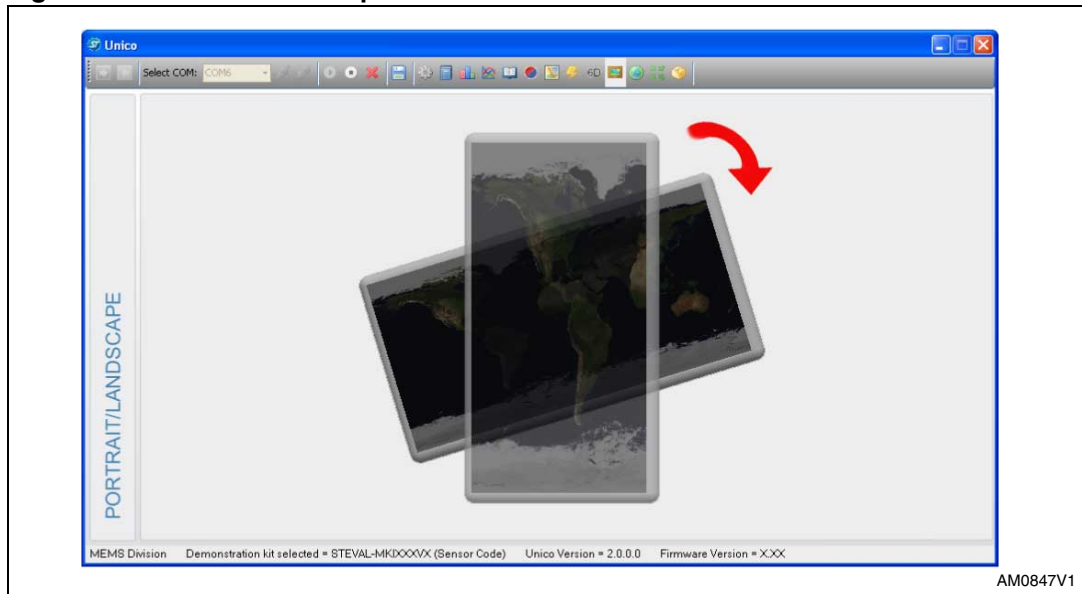 Unico
Select COM: COM6
6D
PORTRAIT/LANDSCAPE
MEMS Division Demonstration kit selected = STEVAL-MKIXXXVX (Sensor Code) Unico Version = 2.0.0.0 Firmware Version = X.XX
AM0847V1